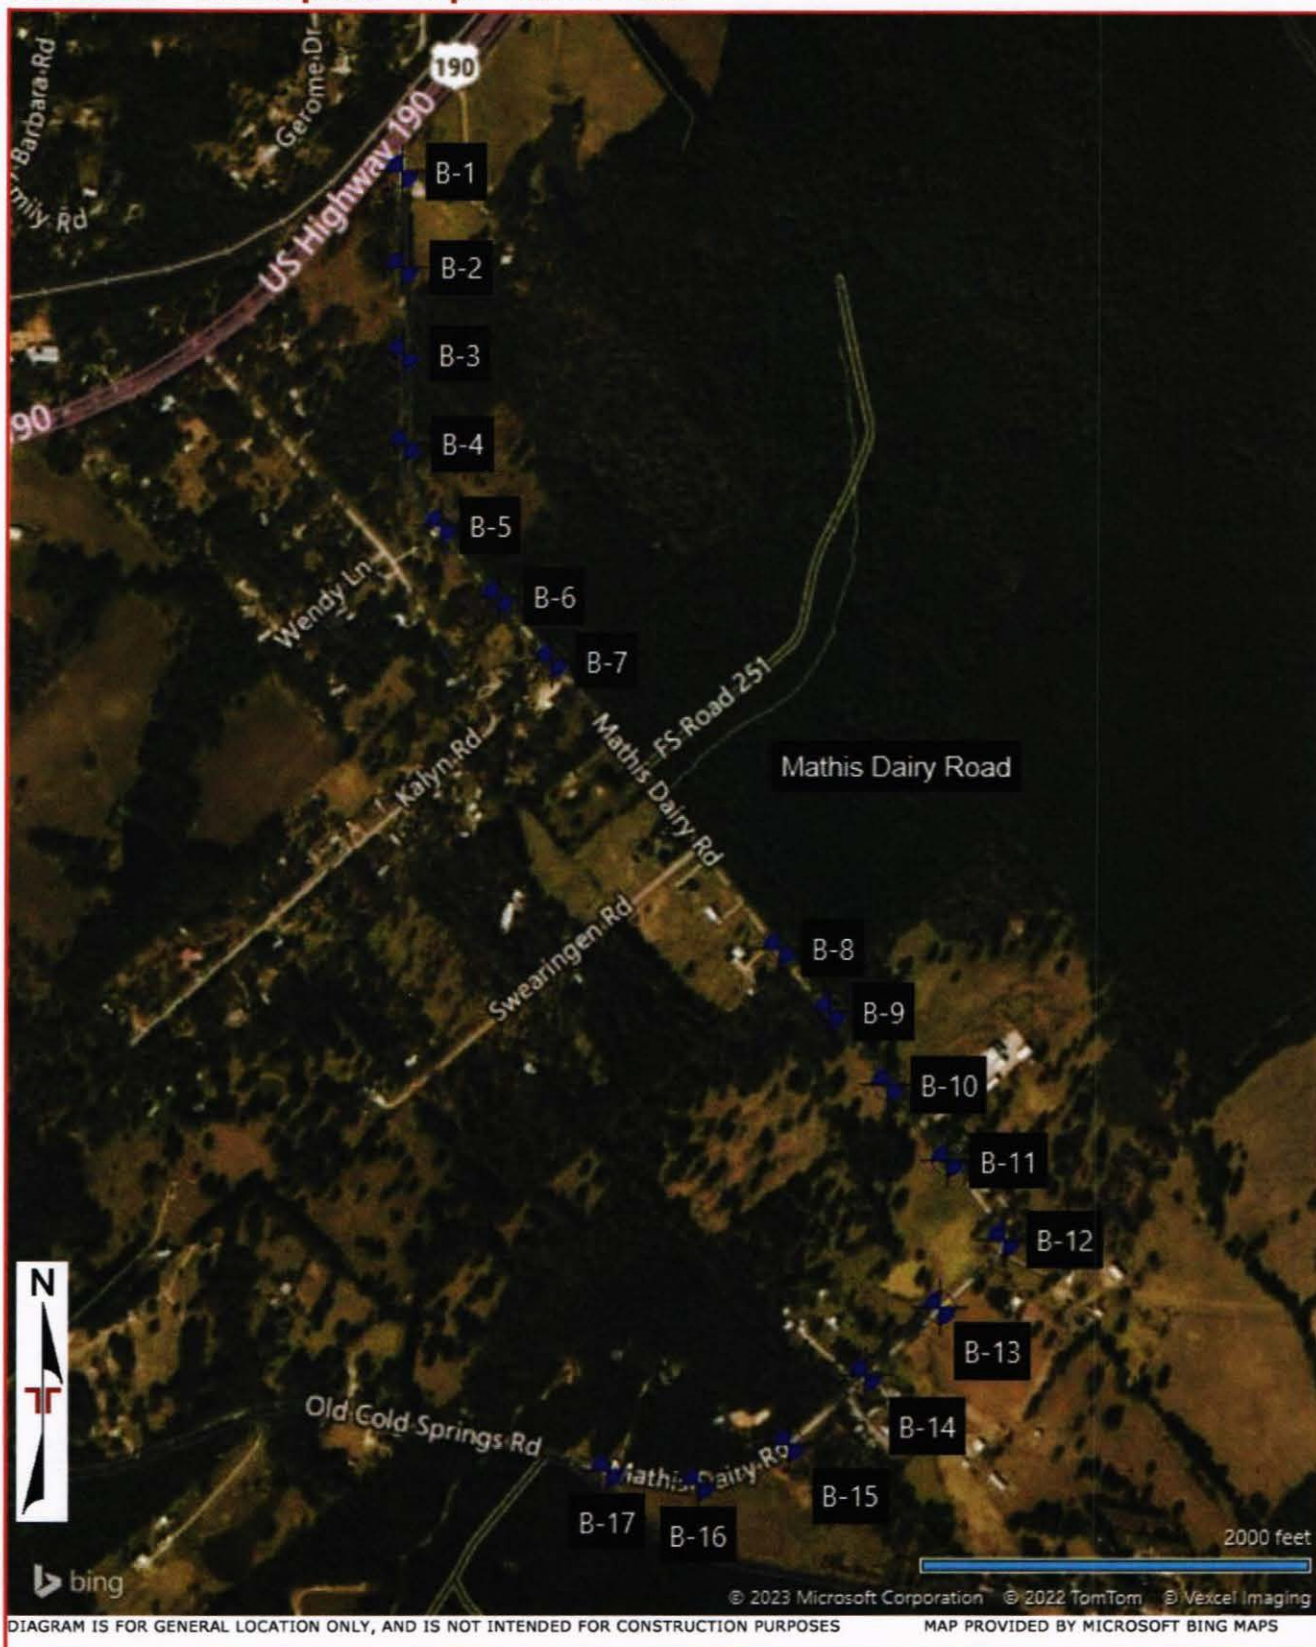 Barbara Rd
mily Rd
Gerome Dr
190
US Highway 190
90
B-1
B-2
B-3
B-4
B-5
Wendy Ln
B-6
B-7
FS Road 251
Mathis Dairy Rd
Mathis Dairy Road
Kalyn Rd
Swearingen Rd
B-8
B-9
B-10
B-11
B-12
B-13
B-14
Old Cold Springs Rd
Mathis Dairy Rd
B-15
B-17
B-16
N
2000 feet
bing
© 2023 Microsoft Corporation © 2022 TomTom © Vexcel Imaging
DIAGRAM IS FOR GENERAL LOCATION ONLY, AND IS NOT INTENDED FOR CONSTRUCTION PURPOSES MAP PROVIDED BY MICROSOFT BING MAPS